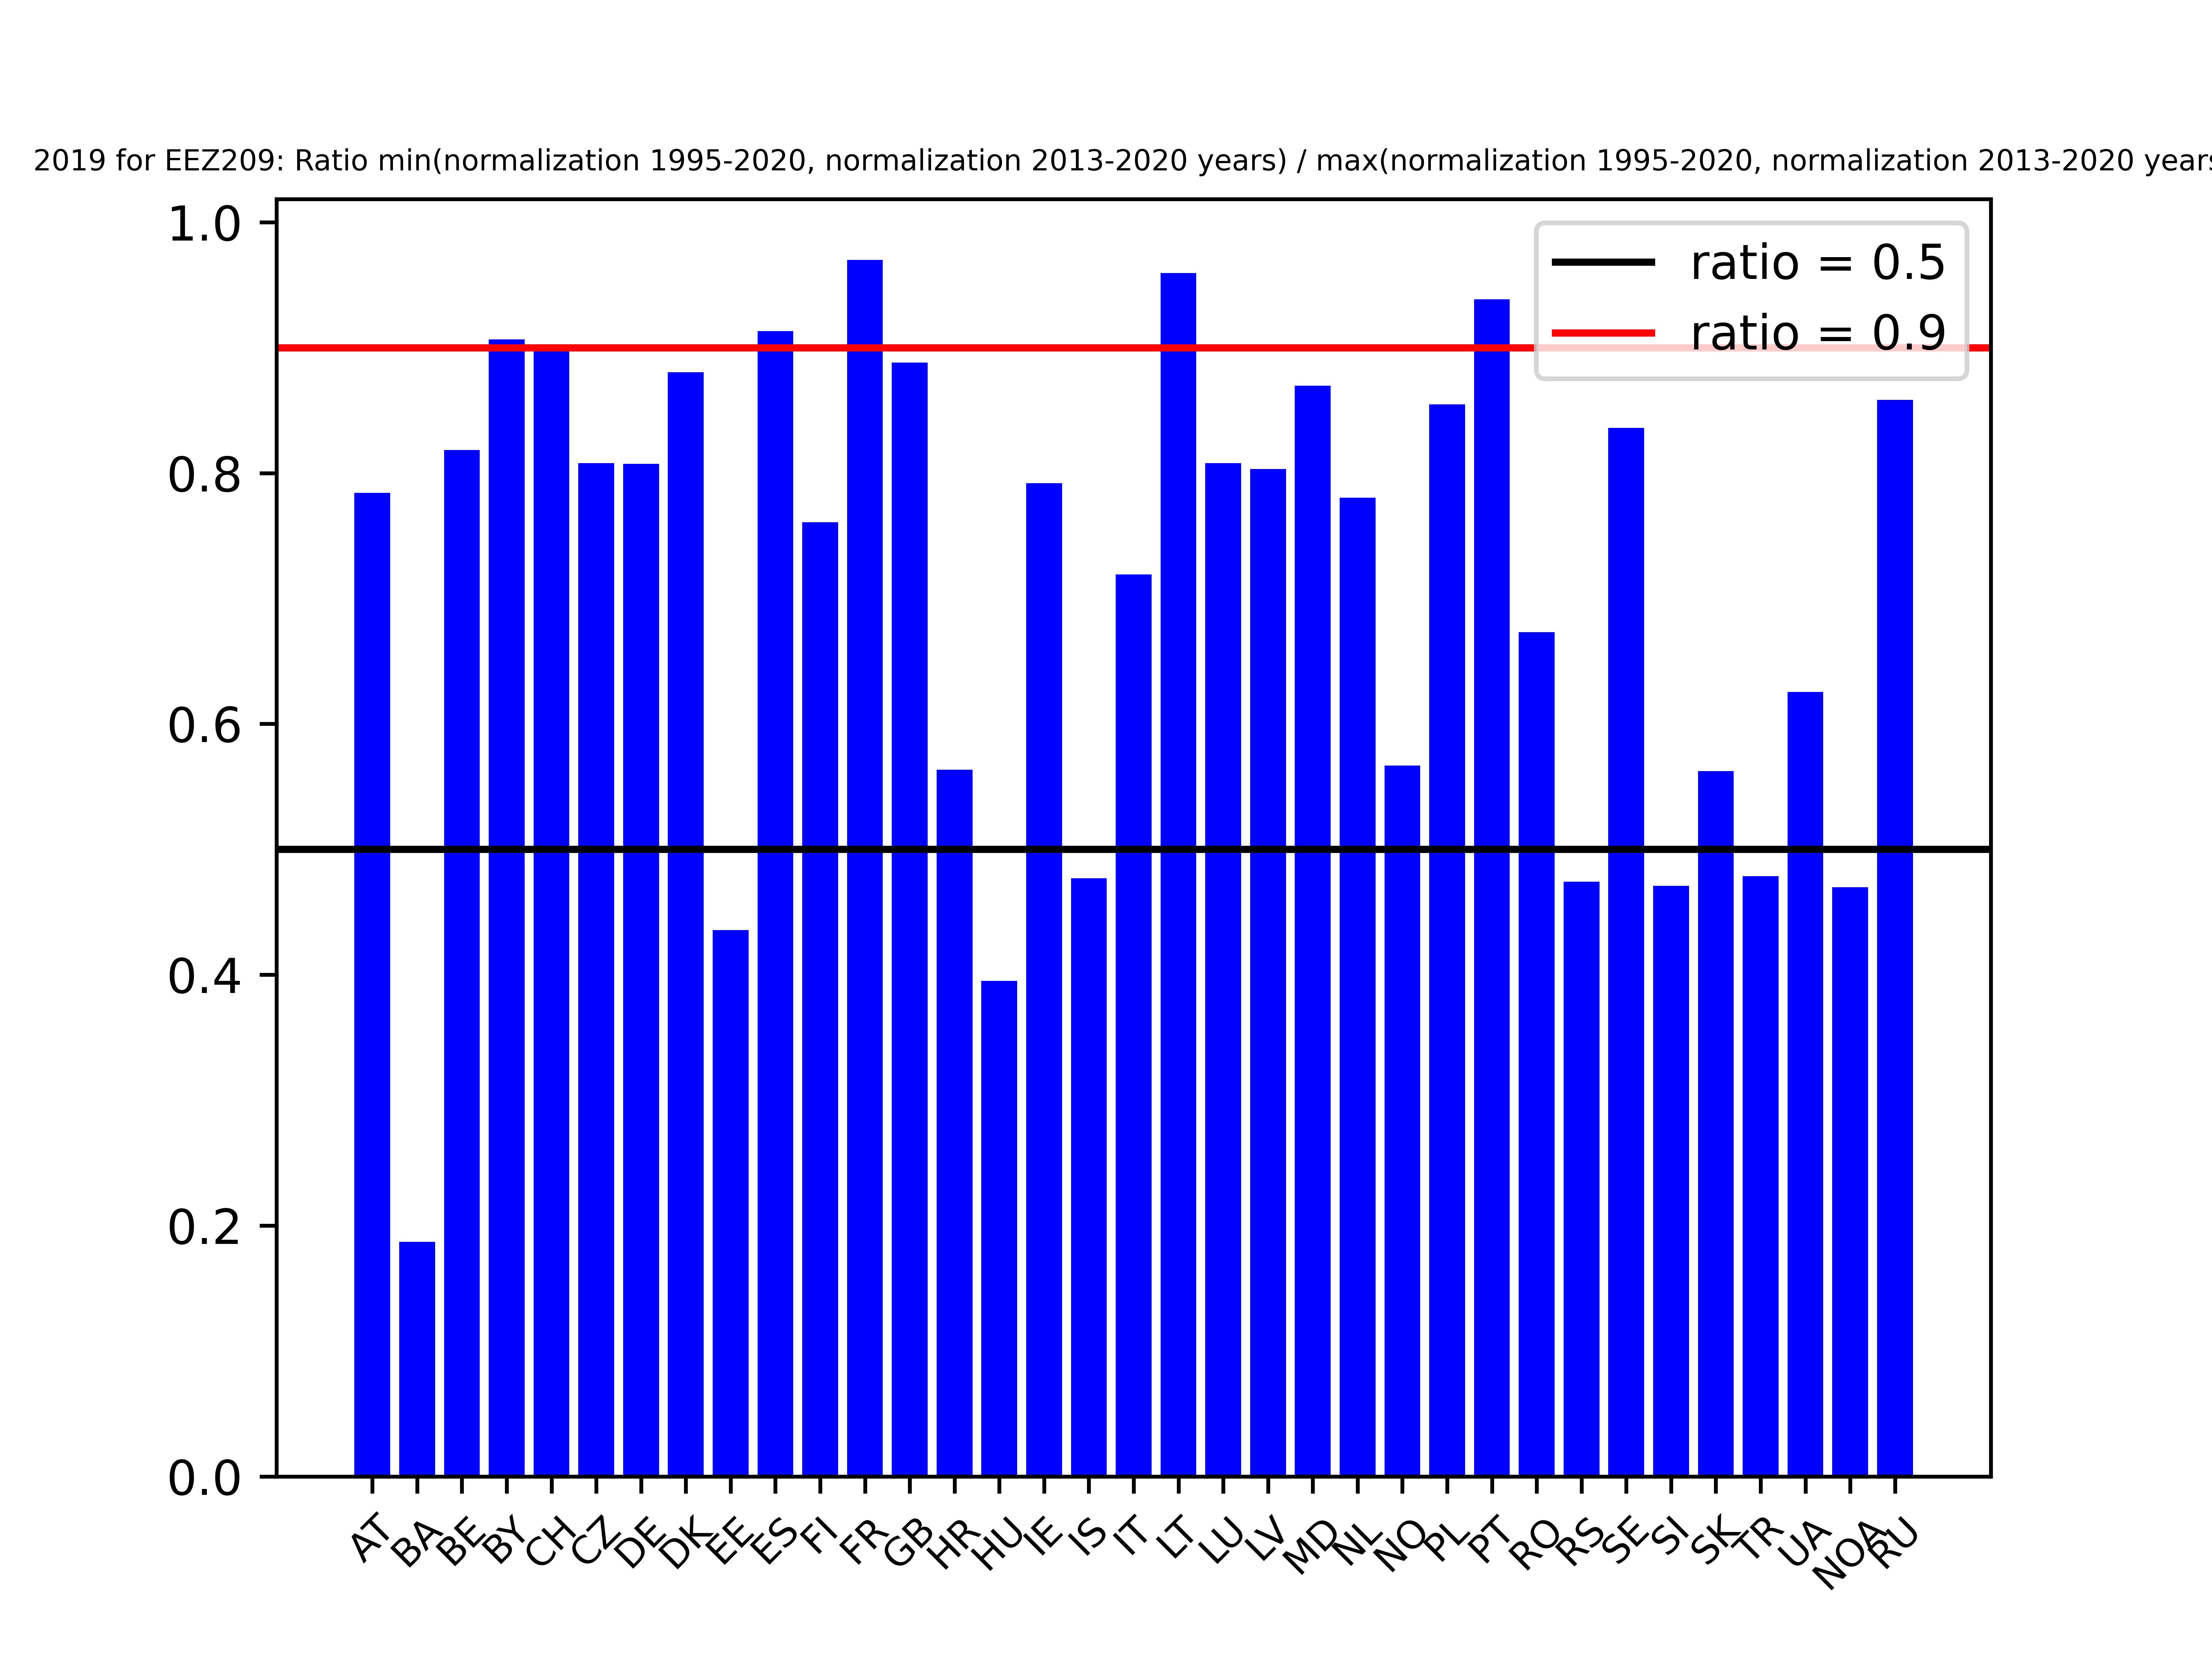 2019 for EEZ209: Ratio min(normalization 1995-2020, normalization 2013-2020 years) / max(normalization 1995-2020, normalization 2013-2020 years
1.0
0.8
0.6
0.4
0.2
0.0
ratio = 0.5
ratio = 0.9
AT BA BE BY CH CZ DE DK EE ES FI FR GB HR HU IE IS IT LT LU LV MD NL NO PL PT RO RS SE SI SK TR UA NOA RU